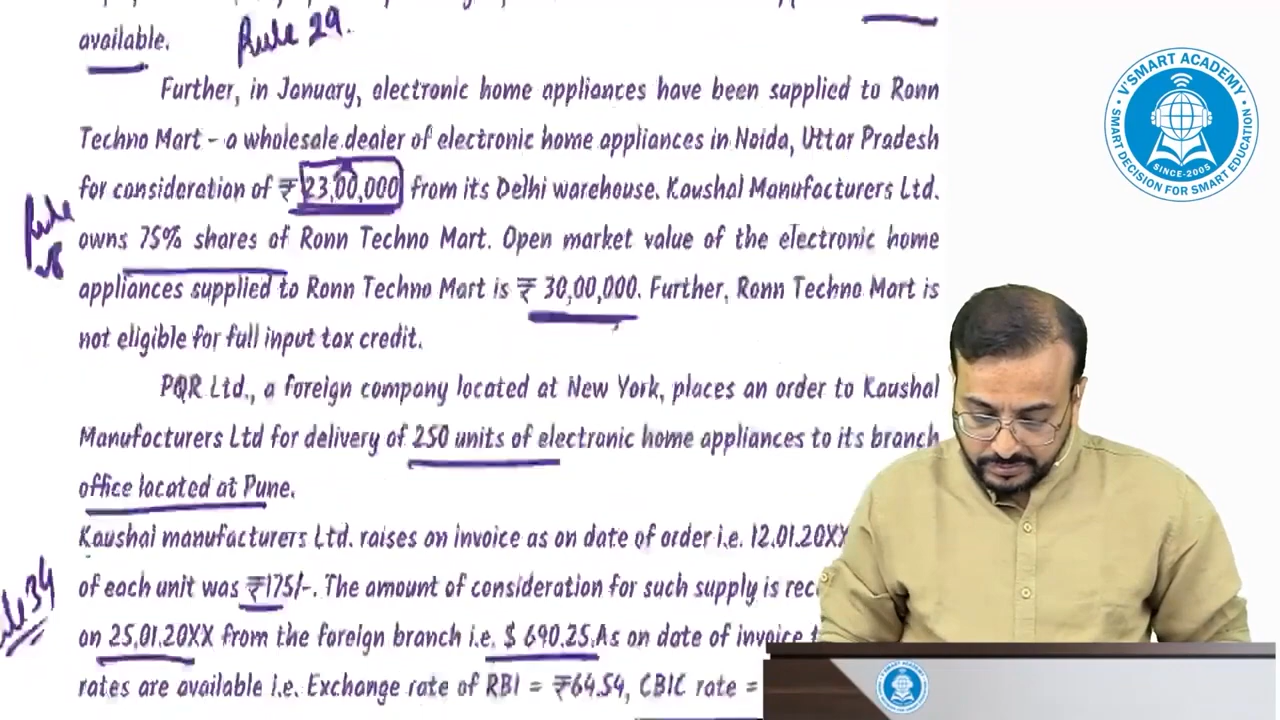 available.
Rule 29.
Further, in January, electronic home appliances have been supplied to Ronn
Techno Mart - a wholesale dealer of electronic home appliances in Noida, Uttar Pradesh
for consideration of ₹ 23,00,000 from its Delhi warehouse. Kaushal Manufacturers Ltd.
Rule
owns 75% shares of Ronn Techno Mart. Open market value of the electronic home
appliances supplied to Ronn Techno Mart is ₹ 30,00,000. Further, Ronn Techno Mart is
not eligible for full input tax credit.
PQR Ltd., a foreign company located at New York, places an order to Kaushal
Manufacturers Ltd for delivery of 250 units of electronic home appliances to its branch
office located at Pune.
Kaushal manufacturers Ltd. raises on invoice as on date of order i.e. 12.01.20XX
of each unit was ₹175/-. The amount of consideration for such supply is rec
34
on 25.01.20XX from the foreign branch i.e. $ 690.25.As on date of invoice
rates are available i.e. Exchange rate of RBI = ₹64.54, CBIC rate =
V'SMART ACADEMY
SMART DECISION FOR SMART EDUCATION
SINCE-2005